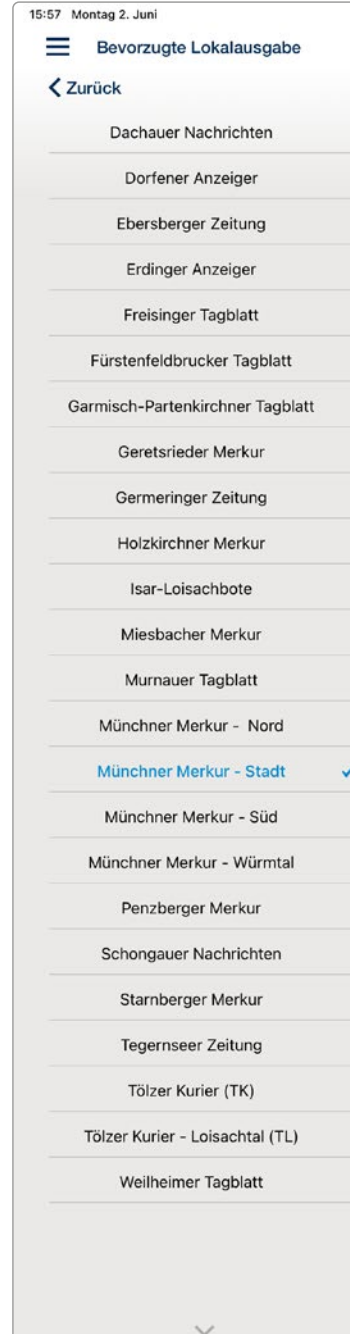 15:57 Montag 2. Juni
Bevorzugte Lokalausgabe
Zurück
Dachauer Nachrichten
Dorfener Anzeiger
Ebersberger Zeitung
Erdinger Anzeiger
Freisinger Tagblatt
Fürstenfeldbrucker Tagblatt
Garmisch-Partenkirchner Tagblatt
Geretsrieder Merkur
Germeringer Zeitung
Holzkirchner Merkur
Isar-Loisachbote
Miesbacher Merkur
Murnauer Tagblatt
Münchner Merkur - Nord
Münchner Merkur - Stadt
Münchner Merkur - Süd
Münchner Merkur - Würmtal
Penzberger Merkur
Schongauer Nachrichten
Starnberger Merkur
Tegernseer Zeitung
Tölzer Kurier (TK)
Tölzer Kurier - Loisachtal (TL)
Weilheimer Tagblatt